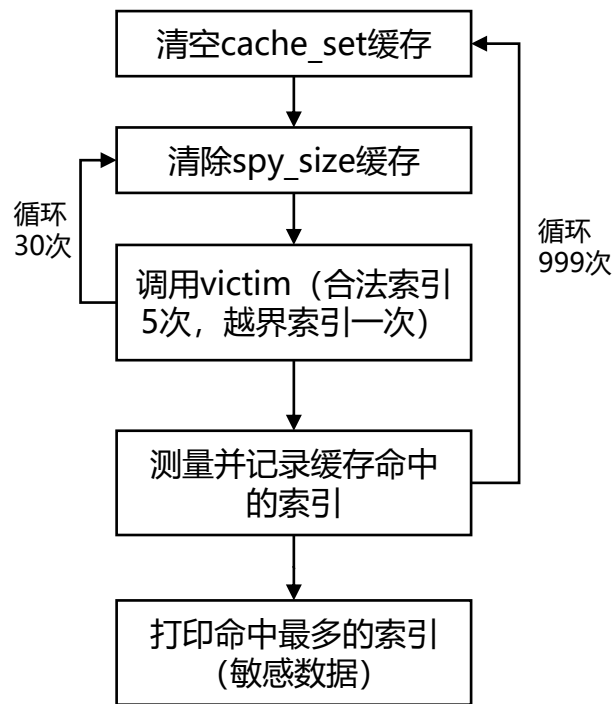 清空cache_set缓存
清除spy_size缓存
循环
30次
循环
999次
调用victim（合法索引
5次，越界索引一次）
测量并记录缓存命中
的索引
打印命中最多的索引
（敏感数据）